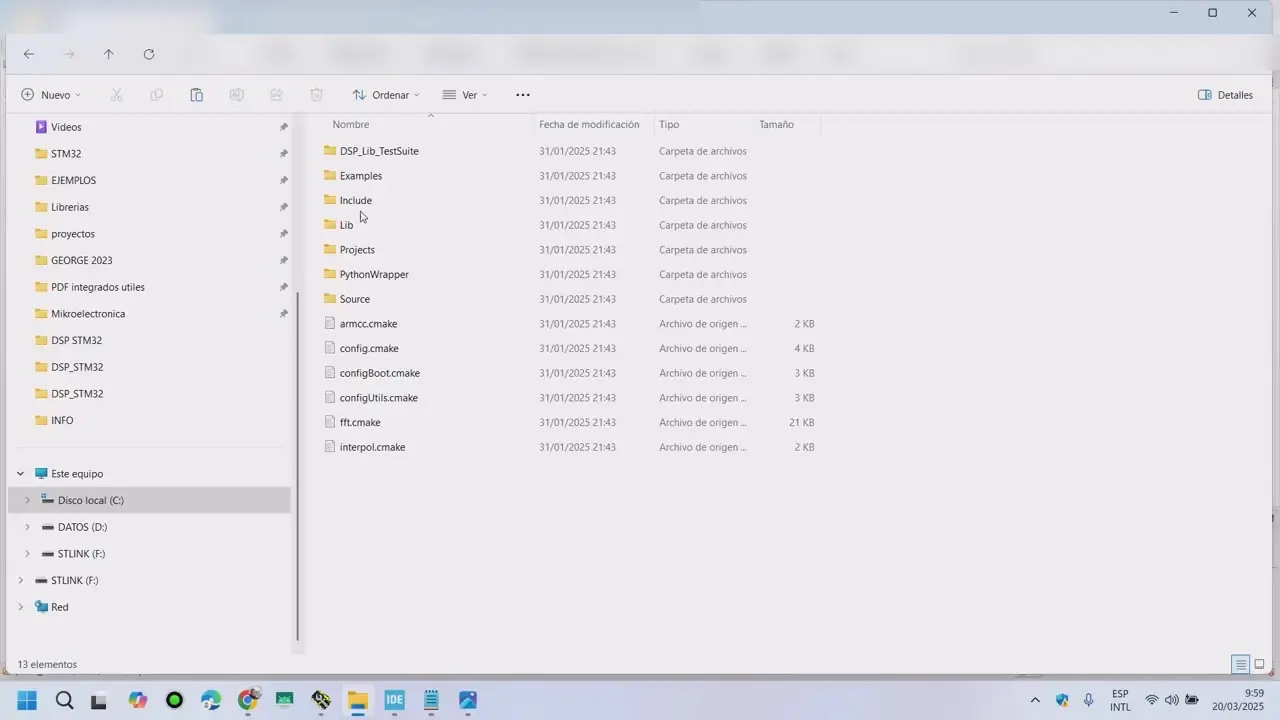 Nuevo
Ordenar
Ver
Detalles
Videos
STM32
EJEMPLOS
Librerias
proyectos
GEORGE 2023
PDF integrados utiles
Mikroelectronica
DSP STM32
DSP_STM32
DSP_STM32
INFO
Este equipo
Disco local (C:)
DATOS (D:)
STLINK (F:)
STLINK (F:)
Red
Nombre Fecha de modificación Tipo Tamaño
DSP_Lib_TestSuite 31/01/2025 21:43 Carpeta de archivos
Examples 31/01/2025 21:43 Carpeta de archivos
Include 31/01/2025 21:43 Carpeta de archivos
Lib 31/01/2025 21:43 Carpeta de archivos
Projects 31/01/2025 21:43 Carpeta de archivos
PythonWrapper 31/01/2025 21:43 Carpeta de archivos
Source 31/01/2025 21:43 Carpeta de archivos
armcc.cmake 31/01/2025 21:43 Archivo de origen ... 2 KB
config.cmake 31/01/2025 21:43 Archivo de origen ... 4 KB
configBoot.cmake 31/01/2025 21:43 Archivo de origen ... 3 KB
configUtils.cmake 31/01/2025 21:43 Archivo de origen ... 3 KB
fft.cmake 31/01/2025 21:43 Archivo de origen ... 21 KB
interpol.cmake 31/01/2025 21:43 Archivo de origen ... 2 KB
13 elementos
IDE
ESP
INTL
9:59
20/03/2025